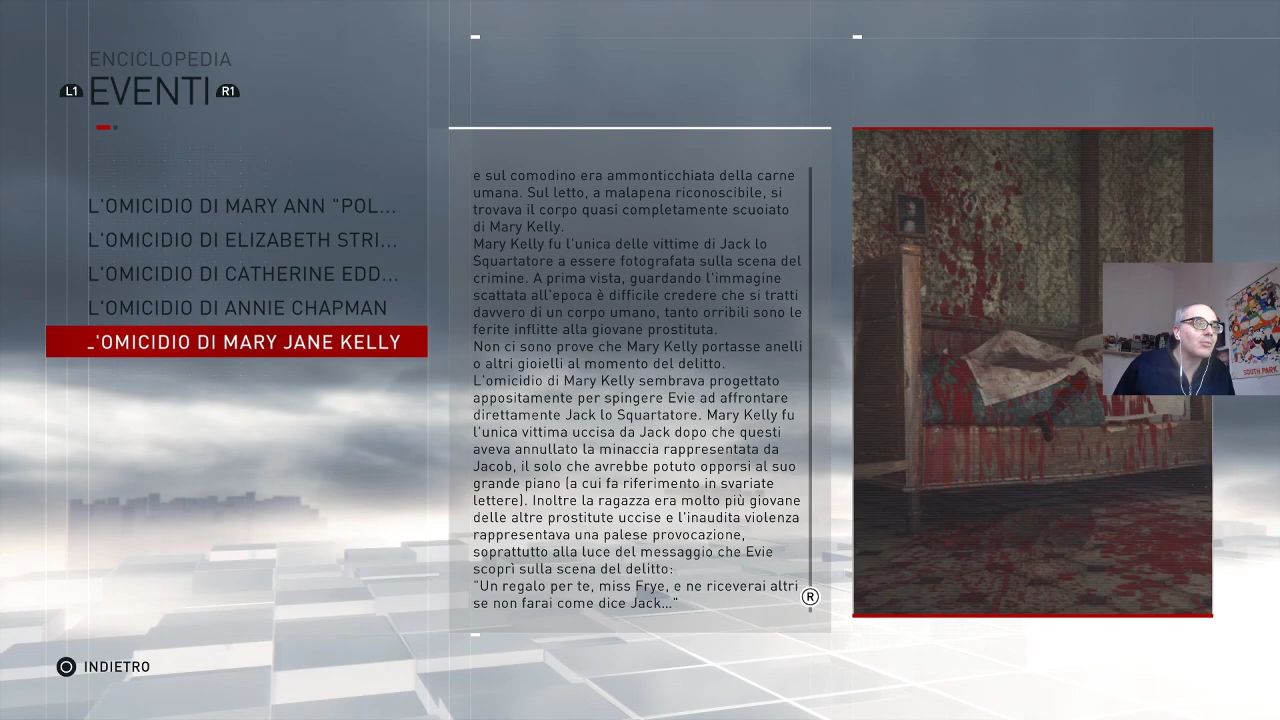 ENCICLOPEDIA
L1 EVENTI R1
L'OMICIDIO DI MARY ANN "POL...
L'OMICIDIO DI ELIZABETH STRI...
L'OMICIDIO DI CATHERINE EDD...
L'OMICIDIO DI ANNIE CHAPMAN
_'OMICIDIO DI MARY JANE KELLY
e sul comodino era ammonticchiata della carne
umana. Sul letto, a malapena riconoscibile, si
trovava il corpo quasi completamente scuoiato
di Mary Kelly.
Mary Kelly fu l'unica delle vittime di Jack lo
Squartatore a essere fotografata sulla scena del
crimine. A prima vista, guardando l'immagine
scattata all'epoca è difficile credere che si tratti
davvero di un corpo umano, tanto orribili sono le
ferite inflitte alla giovane prostituta.
Non ci sono prove che Mary Kelly portasse anelli
o altri gioielli al momento del delitto.
L'omicidio di Mary Kelly sembrava progettato
appositamente per spingere Evie ad affrontare
direttamente Jack lo Squartatore. Mary Kelly fu
l'unica vittima uccisa da Jack dopo che questi
aveva annullato la minaccia rappresentata da
Jacob, il solo che avrebbe potuto opporsi al suo
grande piano (a cui fa riferimento in svariate
lettere). Inoltre la ragazza era molto più giovane
delle altre prostitute uccise e l'inaudita violenza
rappresentava una palese provocazione,
soprattutto alla luce del messaggio che Evie
scoprì sulla scena del delitto:
"Un regalo per te, miss Frye, e ne riceverai altri
se non farai come dice Jack..."
R
SOUTH PARK
INDIETRO